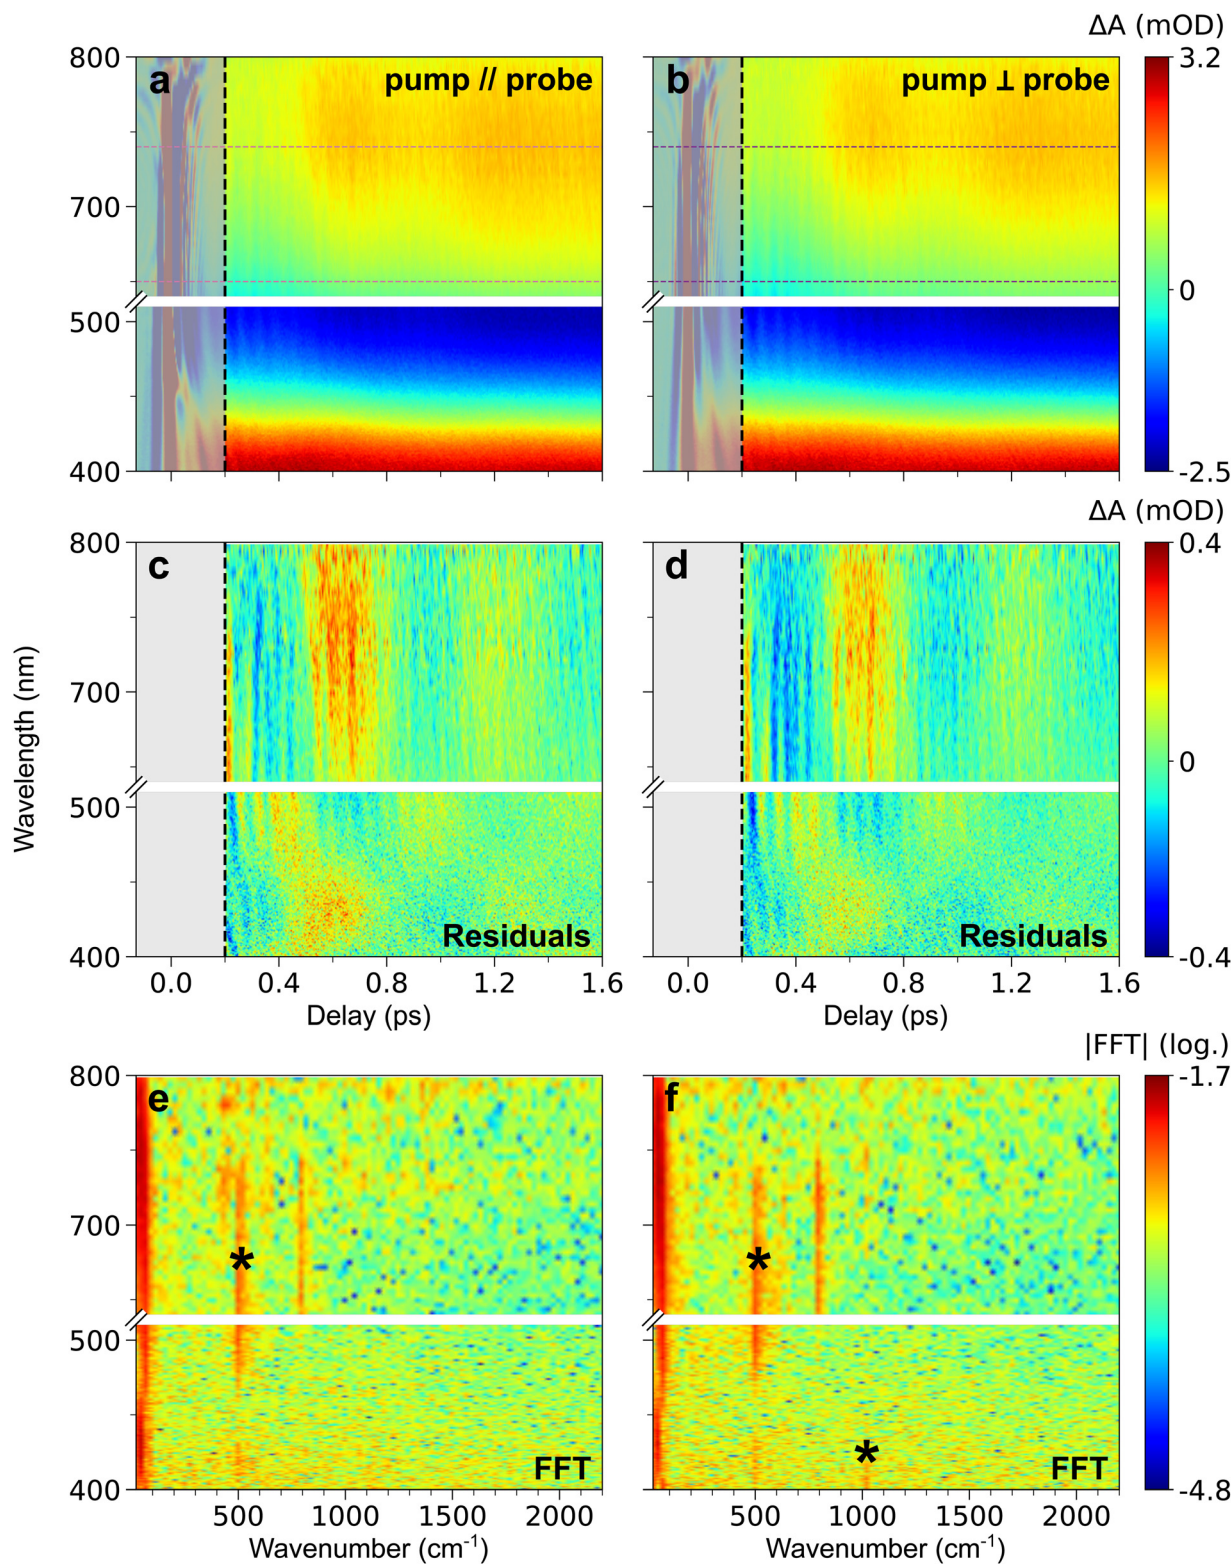 ΔA (mOD)
800 a pump // probe b pump ⊥ probe 3.2
700
0
500
400 -2.5
ΔA (mOD)
800 c d 0.4
700
0
500
Residuals Residuals
400 -0.4
0.0 0.4 0.8 1.2 1.6 0.0 0.4 0.8 1.2 1.6
Delay (ps) Delay (ps)
Wavelength (nm)
|FFT| (log.)
800 e f -1.7
700
* *
500
*
FFT FFT
400 -4.8
500 1000 1500 2000 500 1000 1500 2000
Wavenumber (cm⁻¹) Wavenumber (cm⁻¹)